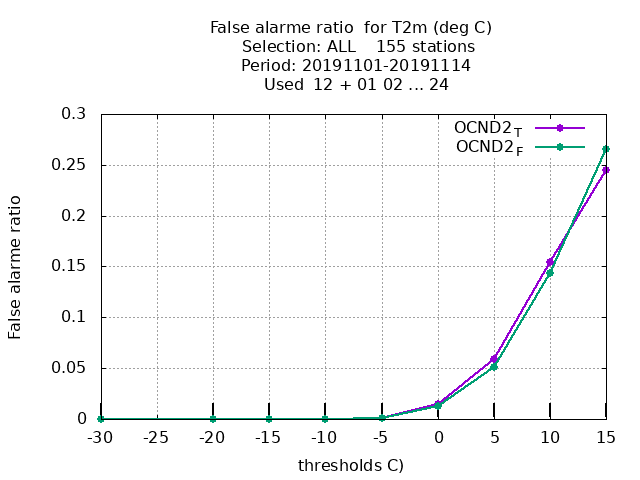 False alarme ratio  for T2m (deg C)
Selection: ALL    155 stations
Period: 20191101-20191114
Used  12 + 01 02 ... 24
OCND2T
OCND2F
False alarme ratio
0.3
0.25
0.2
0.15
0.1
0.05
0
-30 -25 -20 -15 -10 -5 0 5 10 15
thresholds C)